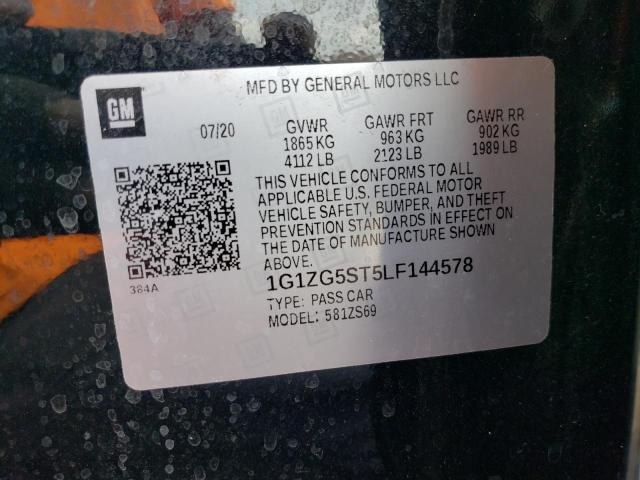 MFD BY GENERAL MOTORS LLC
GM
07/20 GVWR GAWR FRT GAWR RR
1865 KG 963 KG 902 KG
4112 LB 2123 LB 1989 LB
THIS VEHICLE CONFORMS TO ALL
APPLICABLE U.S. FEDERAL MOTOR
VEHICLE SAFETY, BUMPER, AND THEFT
PREVENTION STANDARDS IN EFFECT ON
THE DATE OF MANUFACTURE SHOWN
ABOVE.
384A
1G1ZG5ST5LF144578
TYPE: PASS CAR
MODEL: 581ZS69